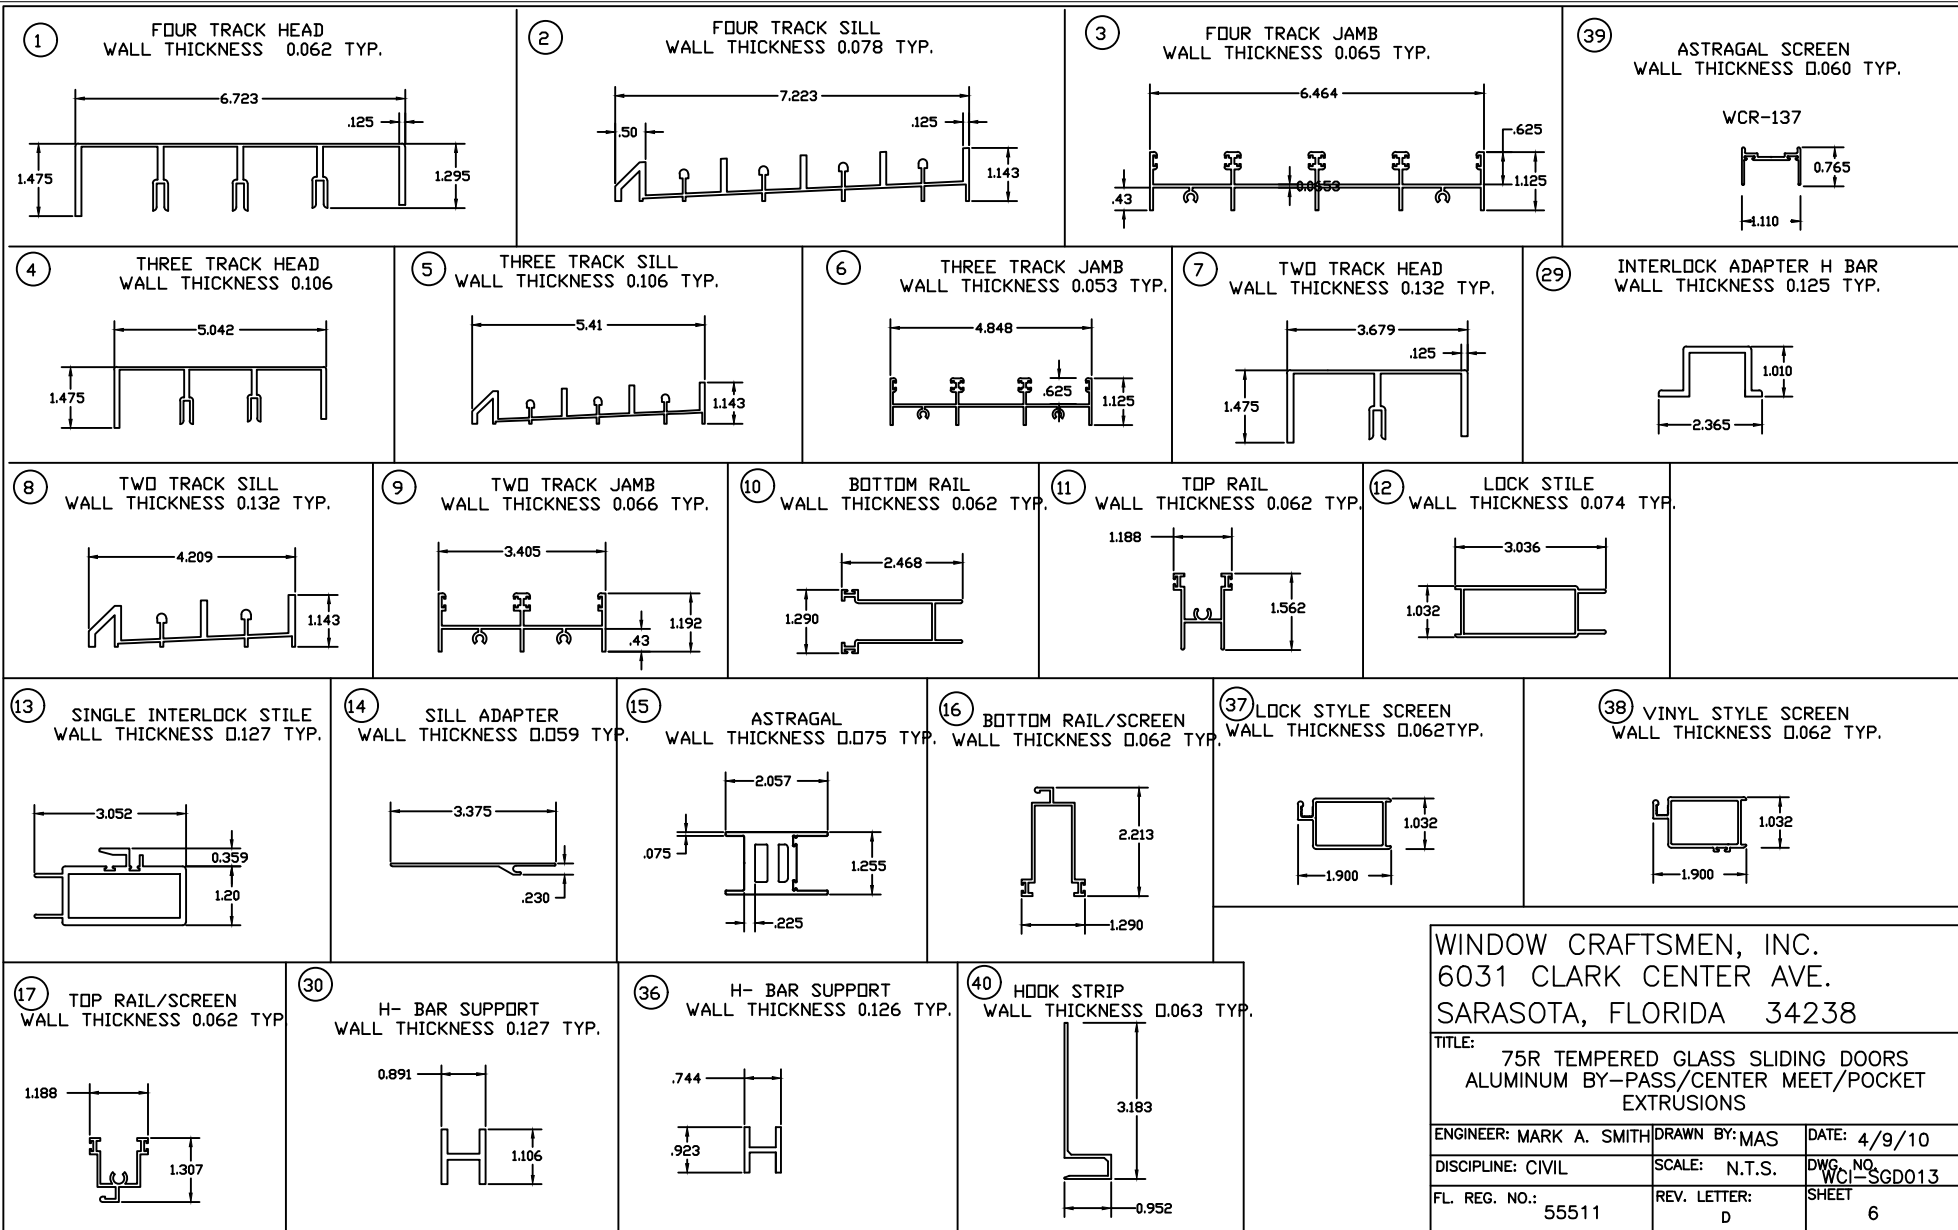 1
FOUR TRACK HEAD
WALL THICKNESS 0.062 TYP.
6.723
.125
1.475
1.295
2
FOUR TRACK SILL
WALL THICKNESS 0.078 TYP.
7.223
.50
.125
1.143
3
FOUR TRACK JAMB
WALL THICKNESS 0.065 TYP.
6.464
.625
0.0653
1.125
.43
39
ASTRAGAL SCREEN
WALL THICKNESS 0.060 TYP.
WCR-137
0.765
1.110
4
THREE TRACK HEAD
WALL THICKNESS 0.106
5.042
1.475
5
THREE TRACK SILL
WALL THICKNESS 0.106 TYP.
5.41
1.143
6
THREE TRACK JAMB
WALL THICKNESS 0.053 TYP.
4.848
.625
1.125
7
TWO TRACK HEAD
WALL THICKNESS 0.132 TYP.
3.679
.125
1.475
29
INTERLOCK ADAPTER H BAR
WALL THICKNESS 0.125 TYP.
1.010
2.365
8
TWO TRACK SILL
WALL THICKNESS 0.132 TYP.
4.209
1.143
9
TWO TRACK JAMB
WALL THICKNESS 0.066 TYP.
3.405
1.192
.43
10
BOTTOM RAIL
WALL THICKNESS 0.062 TYP.
2.468
1.290
11
TOP RAIL
WALL THICKNESS 0.062 TYP.
1.188
1.562
12
LOCK STILE
WALL THICKNESS 0.074 TYP.
3.036
1.032
13
SINGLE INTERLOCK STILE
WALL THICKNESS 0.127 TYP.
3.052
0.359
1.20
14
SILL ADAPTER
WALL THICKNESS 0.059 TYP.
3.375
.230
15
ASTRAGAL
WALL THICKNESS 0.075 TYP.
2.057
.075
1.255
.225
16
BOTTOM RAIL/SCREEN
WALL THICKNESS 0.062 TYP.
2.213
1.290
37
LOCK STYLE SCREEN
WALL THICKNESS 0.062TYP.
1.032
1.900
38
VINYL STYLE SCREEN
WALL THICKNESS 0.062 TYP.
1.032
1.900
17
TOP RAIL/SCREEN
WALL THICKNESS 0.062 TYP
1.188
1.307
30
H- BAR SUPPORT
WALL THICKNESS 0.127 TYP.
0.891
1.106
36
H- BAR SUPPORT
WALL THICKNESS 0.126 TYP.
.744
.923
40
HOOK STRIP
WALL THICKNESS 0.063 TYP.
3.183
0.952
WINDOW CRAFTSMEN, INC.
6031 CLARK CENTER AVE.
SARASOTA, FLORIDA 34238
TITLE:
75R TEMPERED GLASS SLIDING DOORS
ALUMINUM BY-PASS/CENTER MEET/POCKET
EXTRUSIONS
ENGINEER: MARK A. SMITH
DRAWN BY: MAS
DATE: 4/9/10
DISCIPLINE: CIVIL
SCALE: N.T.S.
DWG. NO.
WCI-SGD013
FL. REG. NO.: 55511
REV. LETTER: D
SHEET 6